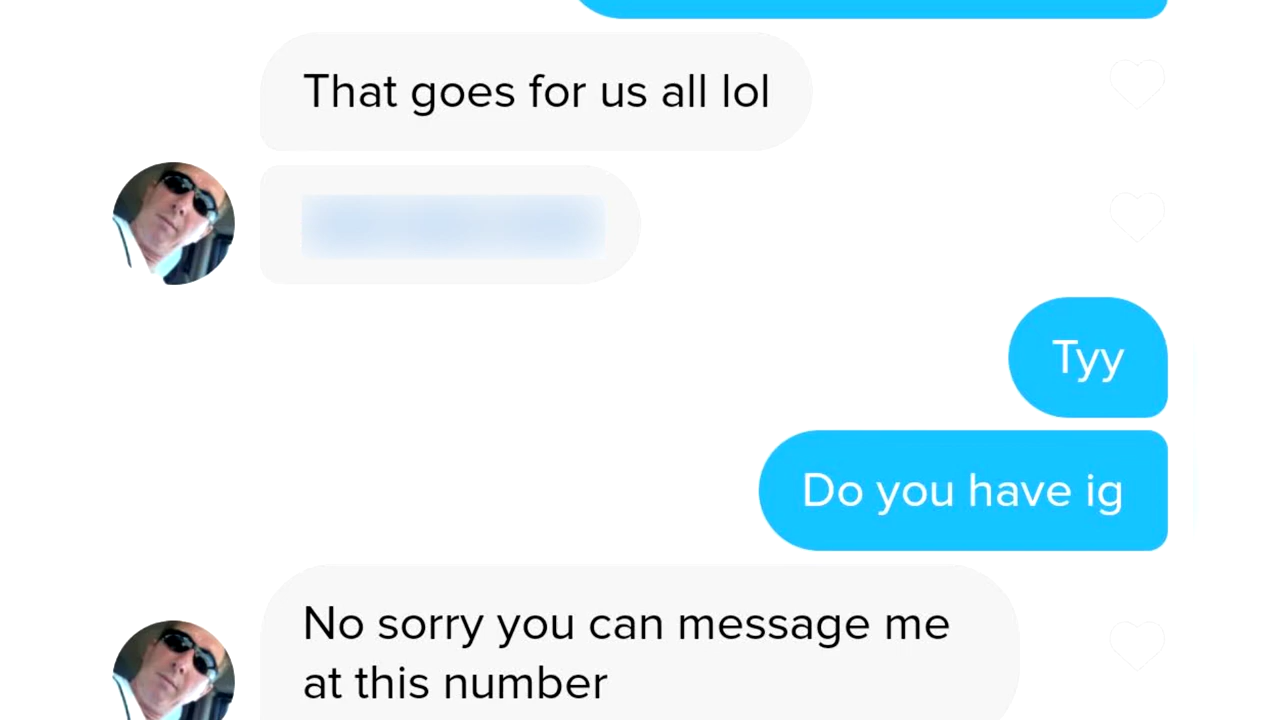 That goes for us all lol
Tyy
Do you have ig
No sorry you can message me
at this number